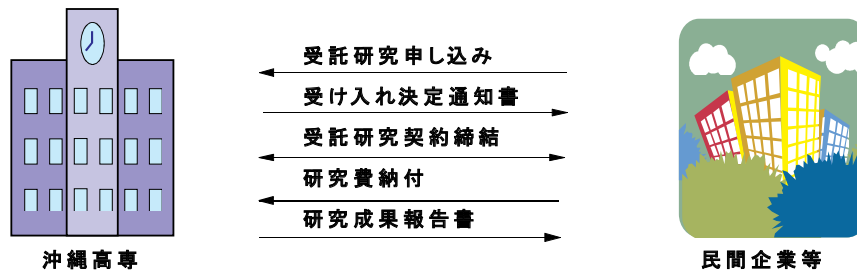 受託研究申し込み
受け入れ決定通知書
受託研究契約締結
研究費納付
研究成果報告書
沖縄高専
民間企業等